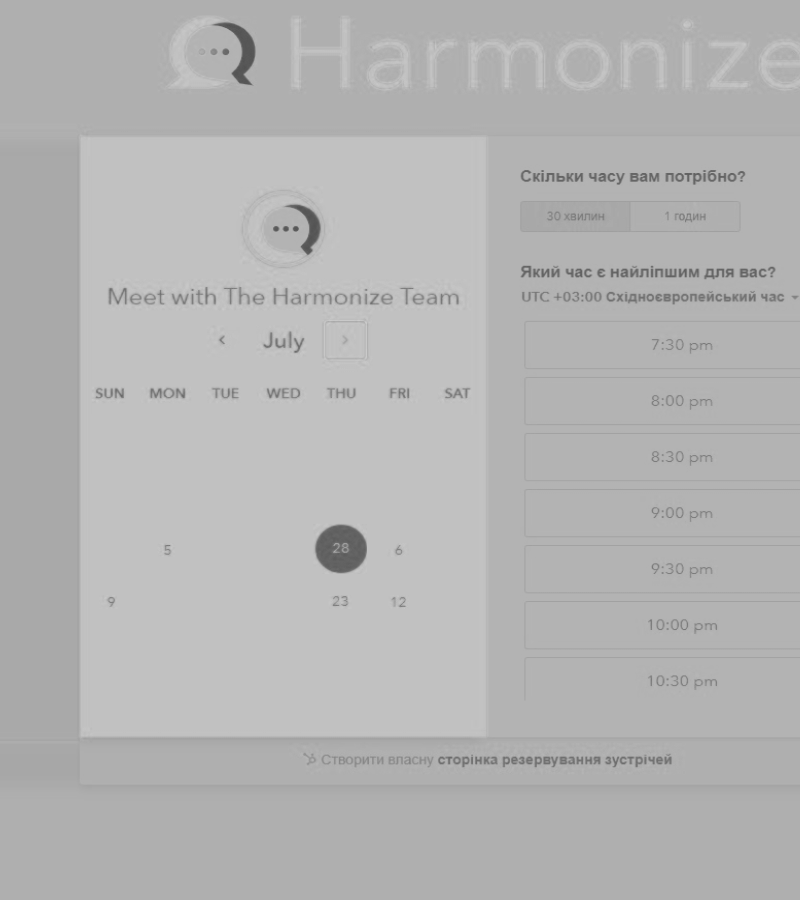 Harmonize
Meet with The Harmonize Team
July
SUN MON TUE WED THU FRI SAT
5 28 6
9 23 12
Скільки часу вам потрібно?
30 хвилин 1 годин
Який час є найліпшим для вас?
UTC +03:00 Східноєвропейський час
7:30 pm
8:00 pm
8:30 pm
9:00 pm
9:30 pm
10:00 pm
10:30 pm
Створити власну сторінка резервування зустрічей